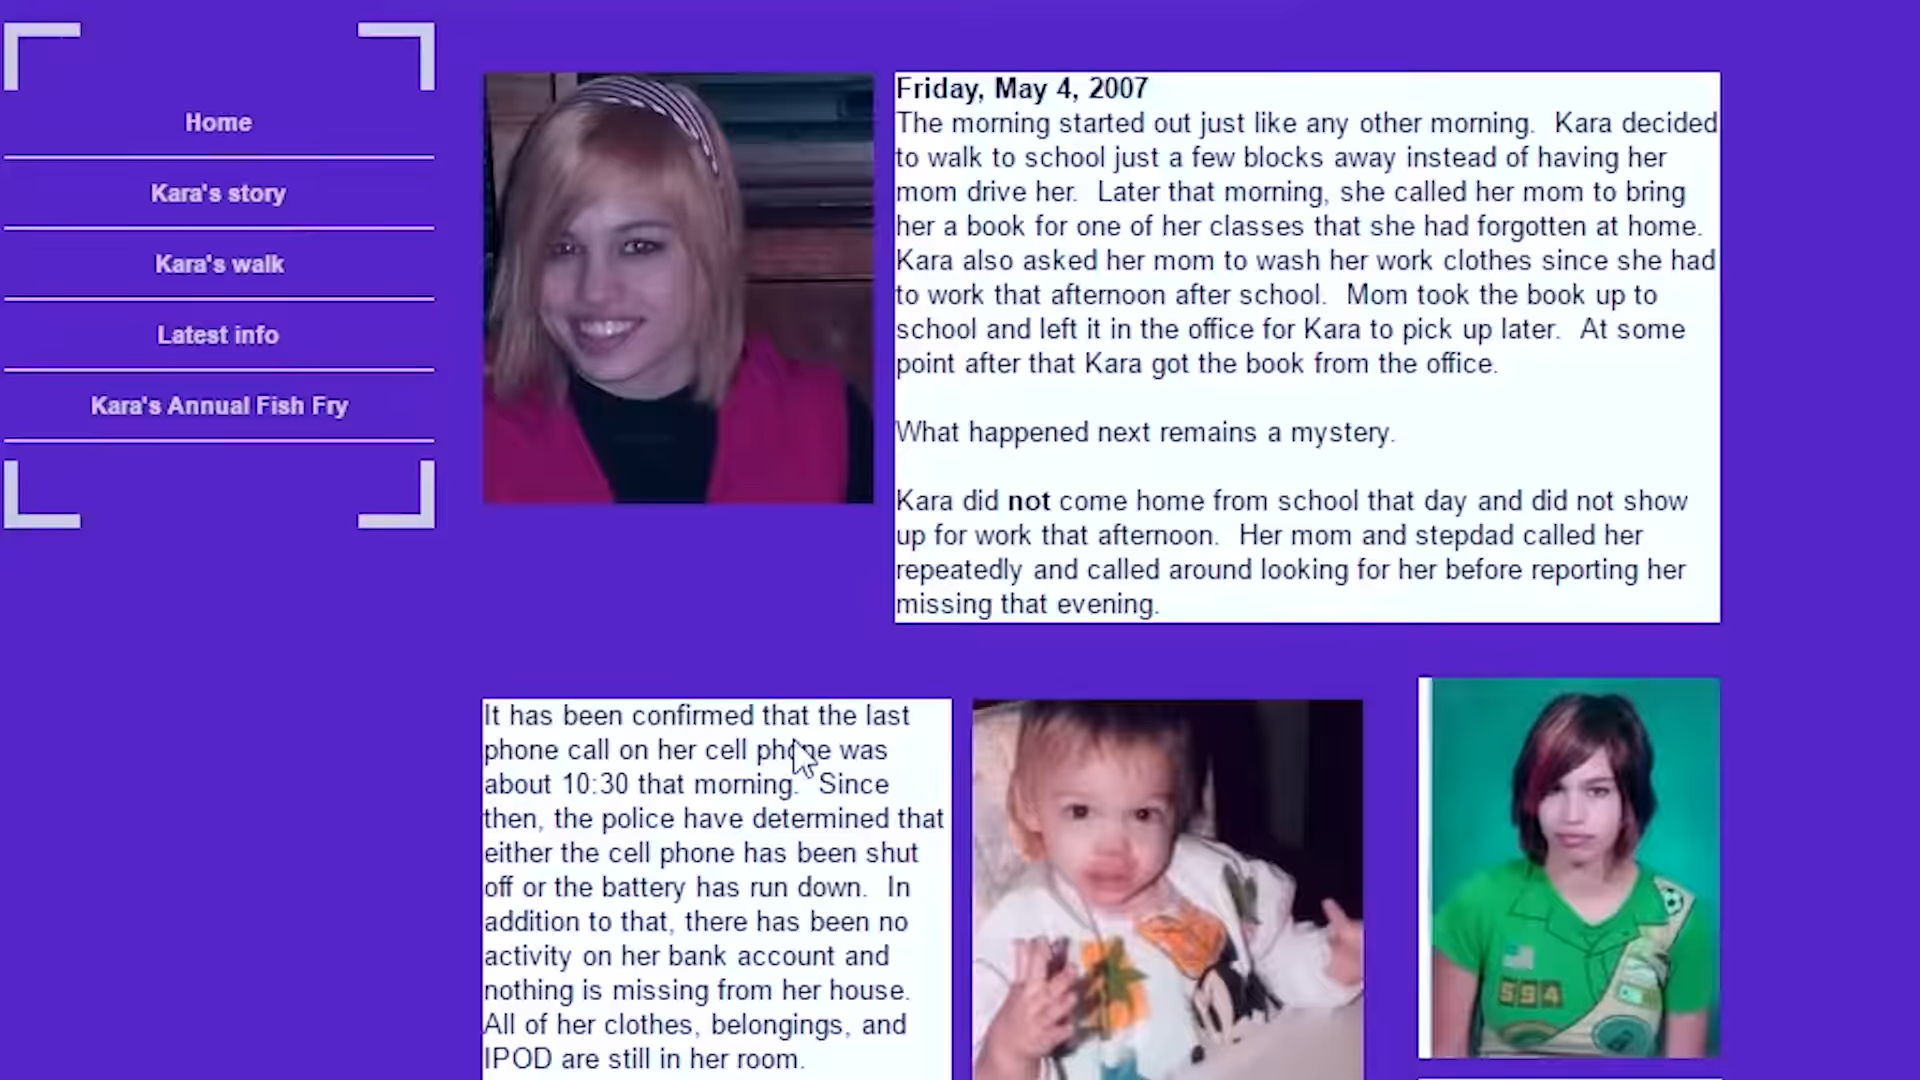 Home
Kara's story
Kara's walk
Latest info
Kara's Annual Fish Fry
Friday, May 4, 2007
The morning started out just like any other morning. Kara decided
to walk to school just a few blocks away instead of having her
mom drive her. Later that morning, she called her mom to bring
her a book for one of her classes that she had forgotten at home.
Kara also asked her mom to wash her work clothes since she had
to work that afternoon after school. Mom took the book up to
school and left it in the office for Kara to pick up later. At some
point after that Kara got the book from the office.
What happened next remains a mystery.
Kara did not come home from school that day and did not show
up for work that afternoon. Her mom and stepdad called her
repeatedly and called around looking for her before reporting her
missing that evening.
It has been confirmed that the last
phone call on her cell phone was
about 10:30 that morning. Since
then, the police have determined that
either the cell phone has been shut
off or the battery has run down. In
addition to that, there has been no
activity on her bank account and
nothing is missing from her house.
All of her clothes, belongings, and
IPOD are still in her room.
594